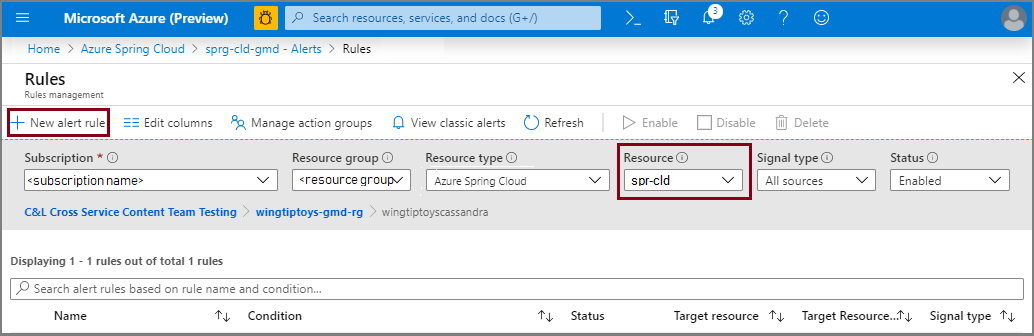 Microsoft Azure (Preview) Search resources, services, and docs (G+/) 3
Home > Azure Spring Cloud > sprg-cld-gmd - Alerts > Rules
Rules
Rules management
New alert rule Edit columns Manage action groups View classic alerts Refresh Enable Disable Delete
Subscription * Resource group Resource type Resource Signal type Status
<subscription name> <resource group Azure Spring Cloud spr-cld All sources Enabled
C&L Cross Service Content Team Testing > wingtiptoys-gmd-rg > wingtiptoyscassandra
Displaying 1 - 1 rules out of total 1 rules
Search alert rules based on rule name and condition...
Name Condition Status Target resource Target Resource... Signal type